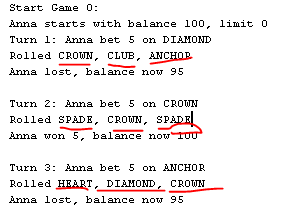 Start Game 0:
Anna starts with balance 100, limit 0
Turn 1: Anna bet 5 on DIAMOND
Rolled CROWN, CLUB, ANCHOR
Anna lost, balance now 95
Turn 2: Anna bet 5 on CROWN
Rolled SPADE, CROWN, SPADE
Anna won 5, balance now 100
Turn 3: Anna bet 5 on ANCHOR
Rolled HEART, DIAMOND, CROWN
Anna lost, balance now 95